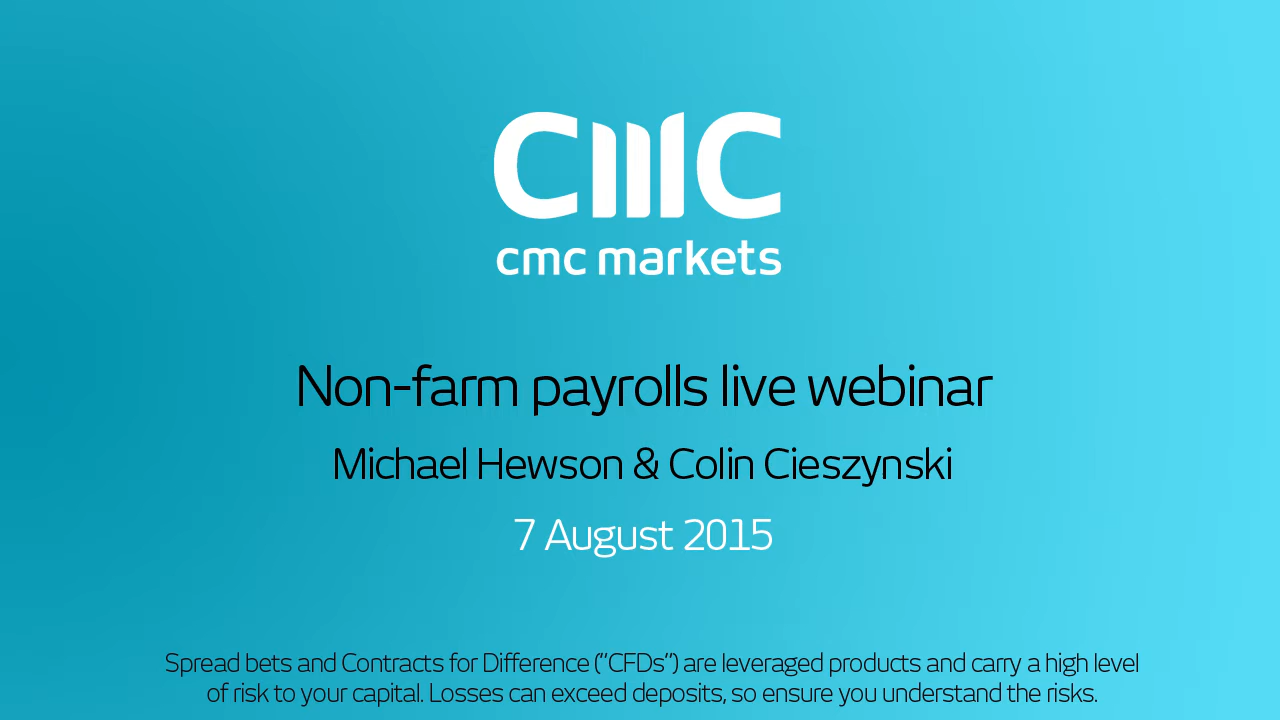 CMC
cmc markets
Non-farm payrolls live webinar
Michael Hewson & Colin Cieszynski
7 August 2015
Spread bets and Contracts for Difference ("CFDs") are leveraged products and carry a high level
of risk to your capital. Losses can exceed deposits, so ensure you understand the risks.